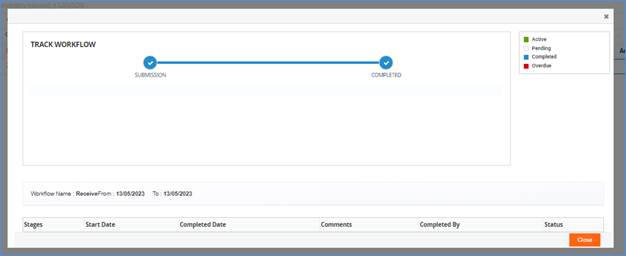 TRACK WORKFLOW
SUBMISSION
COMPLETED
Active
Pending
Completed
Overdue
Workflow Name : ReceiveFrom : 13/05/2023 To : 13/05/2023
Stages Start Date Completed Date Comments Completed By Status
Close